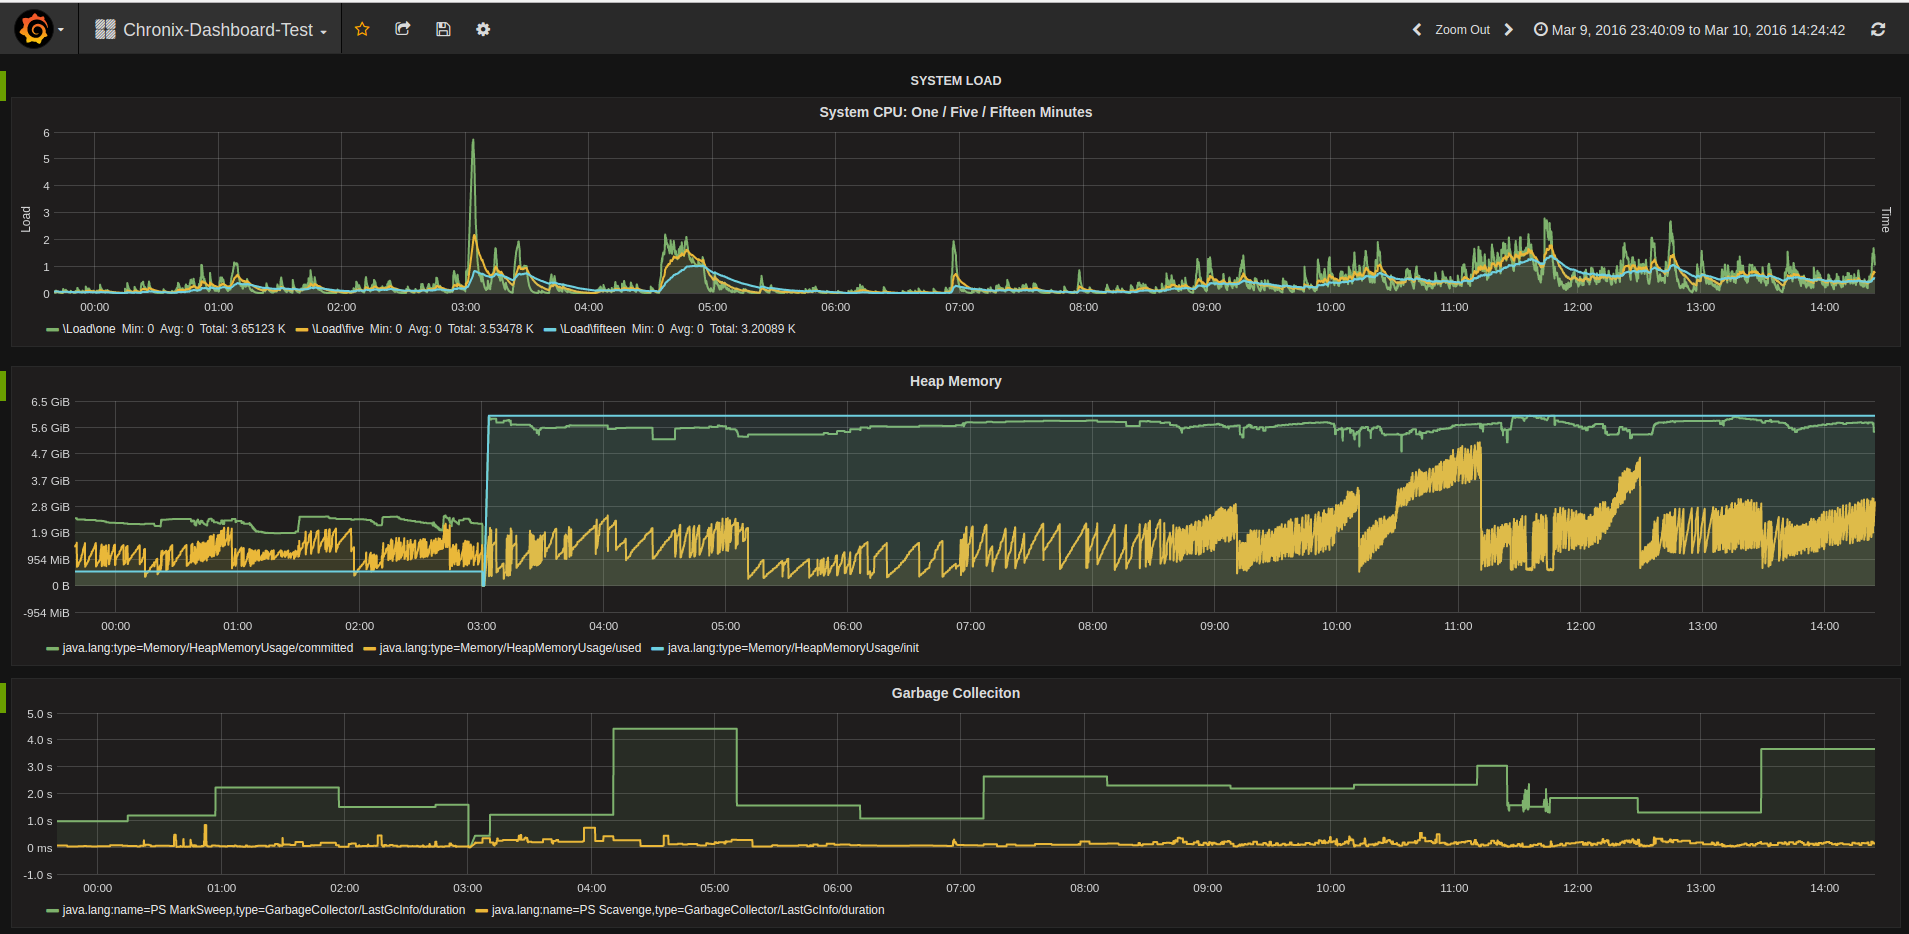 Chronix-Dashboard-Test
Zoom Out
Mar 9, 2016 23:40:09 to Mar 10, 2016 14:24:42
SYSTEM LOAD
System CPU: One / Five / Fifteen Minutes
6
5
4
3
2
1
0
Load
Time
00:00 01:00 02:00 03:00 04:00 05:00 06:00 07:00 08:00 09:00 10:00 11:00 12:00 13:00 14:00
\Load\one Min: 0 Avg: 0 Total: 3.65123 K \Load\five Min: 0 Avg: 0 Total: 3.53478 K \Load\fifteen Min: 0 Avg: 0 Total: 3.20089 K
Heap Memory
6.5 GiB
5.6 GiB
4.7 GiB
3.7 GiB
2.8 GiB
1.9 GiB
954 MiB
0 B
-954 MiB
00:00 01:00 02:00 03:00 04:00 05:00 06:00 07:00 08:00 09:00 10:00 11:00 12:00 13:00 14:00
java.lang:type=Memory/HeapMemoryUsage/committed java.lang:type=Memory/HeapMemoryUsage/used java.lang:type=Memory/HeapMemoryUsage/init
Garbage Colleciton
5.0 s
4.0 s
3.0 s
2.0 s
1.0 s
0 ms
-1.0 s
00:00 01:00 02:00 03:00 04:00 05:00 06:00 07:00 08:00 09:00 10:00 11:00 12:00 13:00 14:00
java.lang:name=PS MarkSweep,type=GarbageCollector/LastGcInfo/duration java.lang:name=PS Scavenge,type=GarbageCollector/LastGcInfo/duration